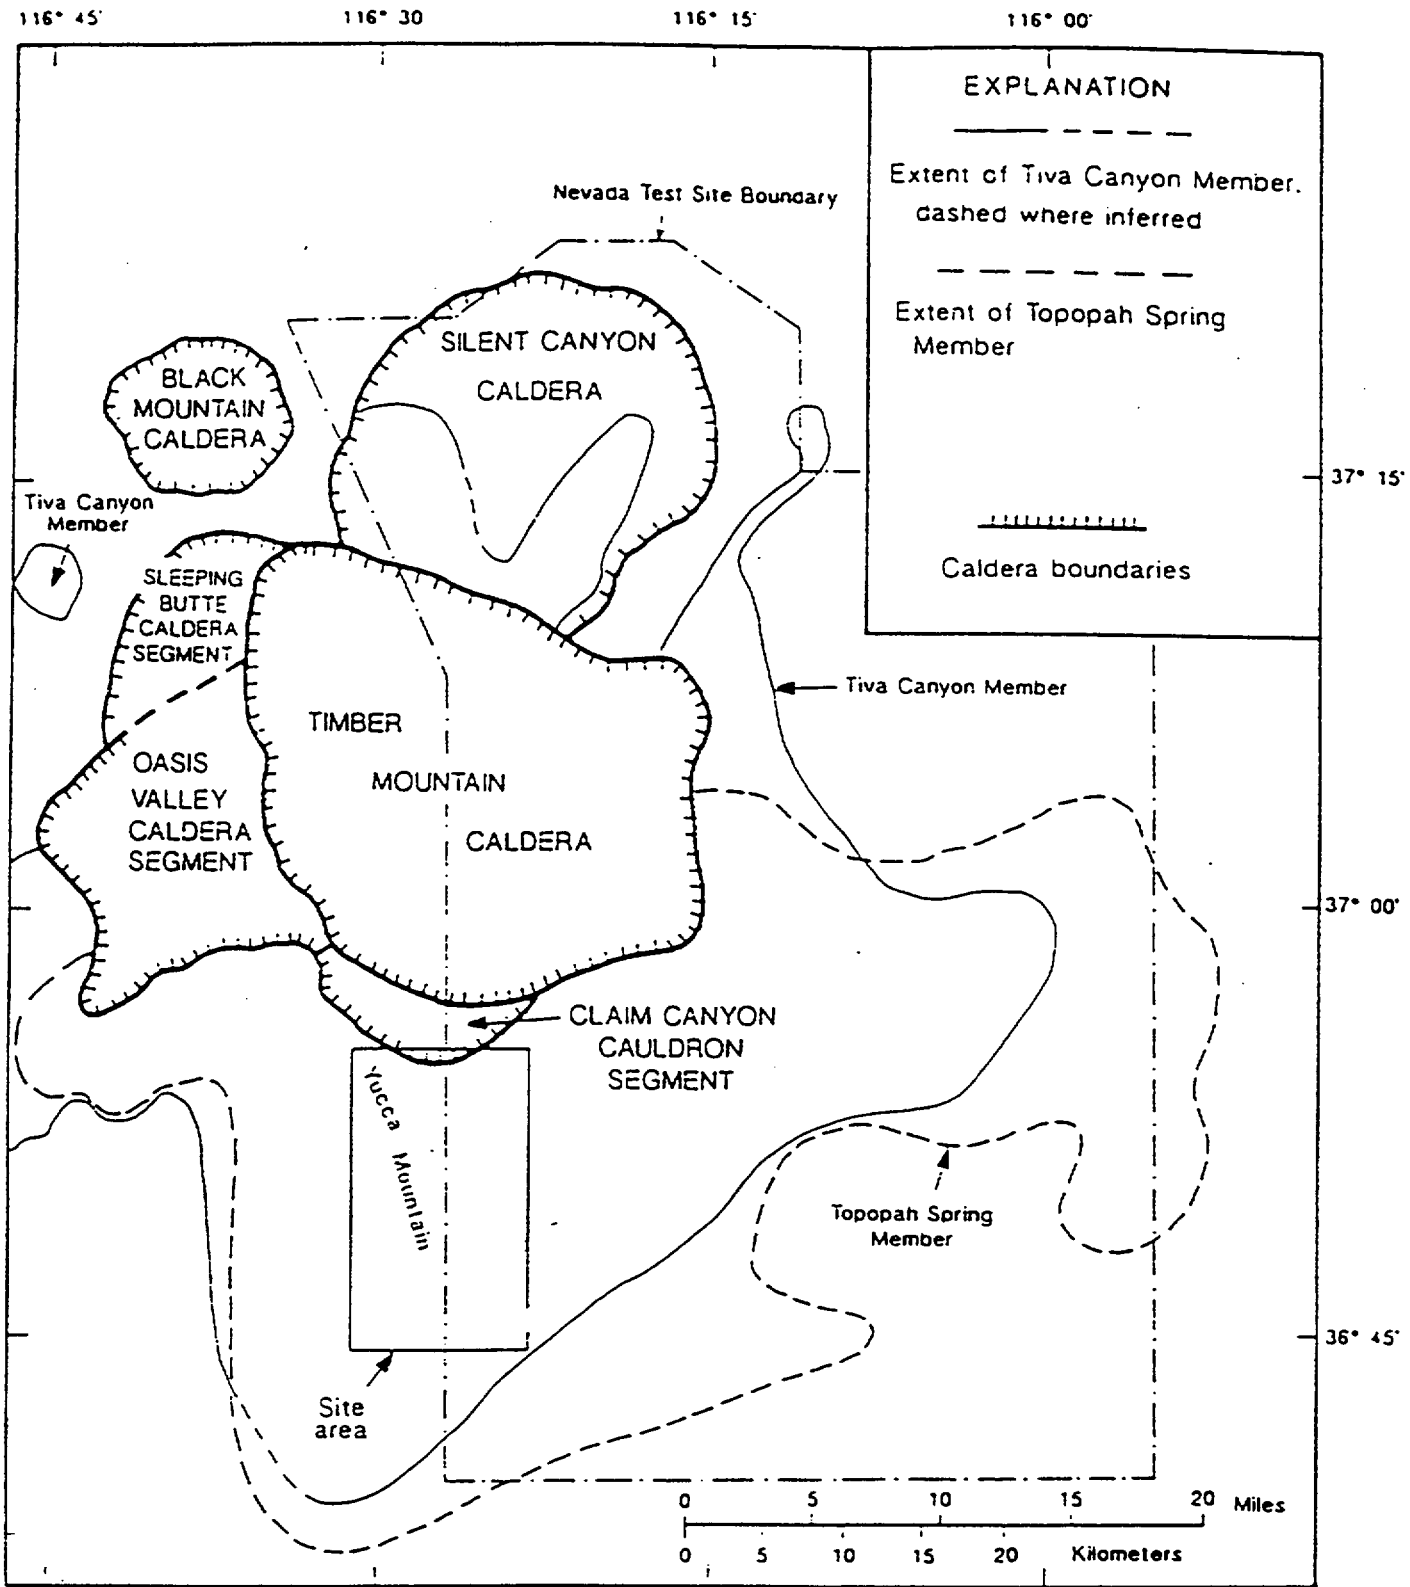 116° 45'
116° 30
116° 15'
116° 00'
EXPLANATION
Extent of Tiva Canyon Member.
dashed where inferred
Extent of Topopah Spring
Member
Caldera boundaries
Nevada Test Site Boundary
SILENT CANYON
CALDERA
BLACK
MOUNTAIN
CALDERA
37° 15'
Tiva Canyon
Member
SLEEPING
BUTTE
CALDERA
SEGMENT
Tiva Canyon Member
TIMBER
MOUNTAIN
CALDERA
OASIS
VALLEY
CALDERA
SEGMENT
37° 00'
CLAIM CANYON
CAULDRON
SEGMENT
Yucca Mountain
Topopah Spring
Member
36° 45'
Site
area
0 5 10 15 20 Miles
0 5 10 15 20 Kilometers